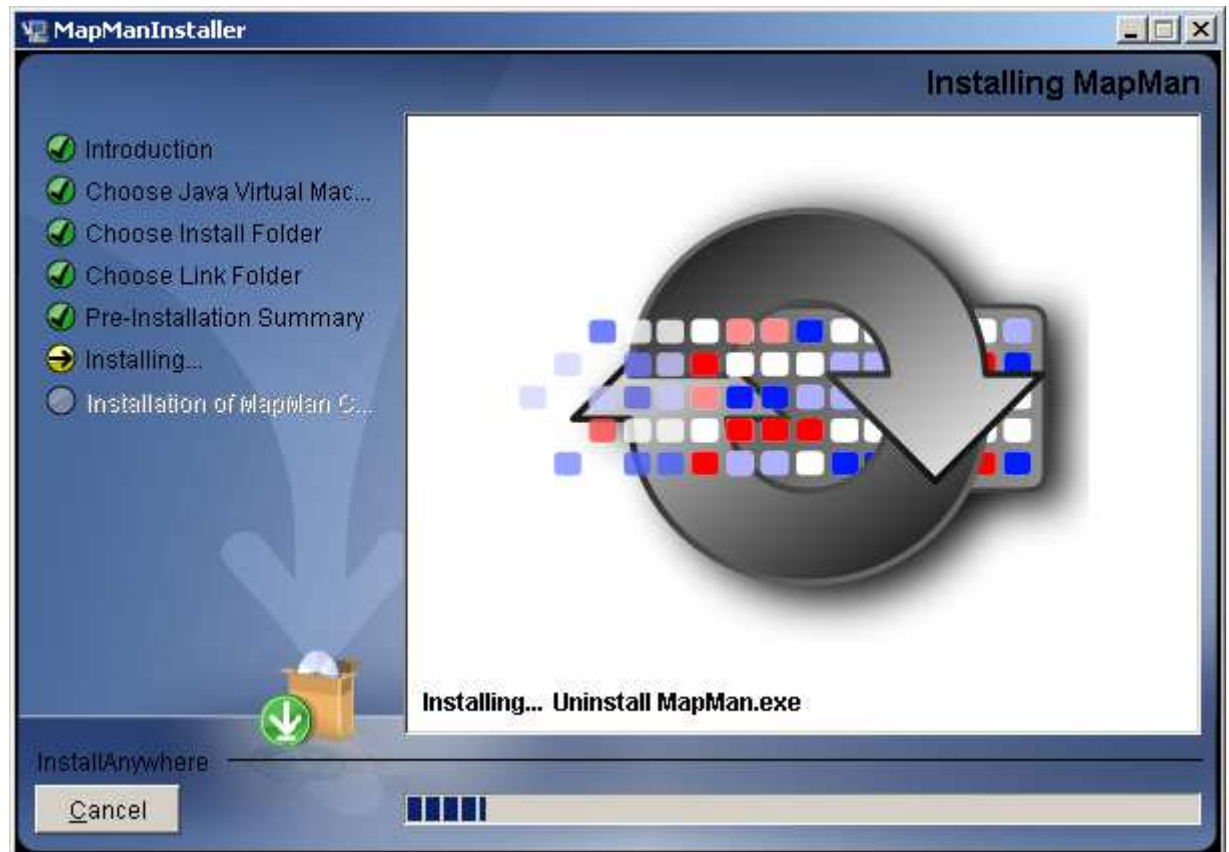 MapManInstaller
Installing MapMan
Introduction
Choose Java Virtual Mac...
Choose Install Folder
Choose Link Folder
Pre-Installation Summary
Installing...
Installation of MapMan C...
Installing... Uninstall MapMan.exe
InstallAnywhere
Cancel